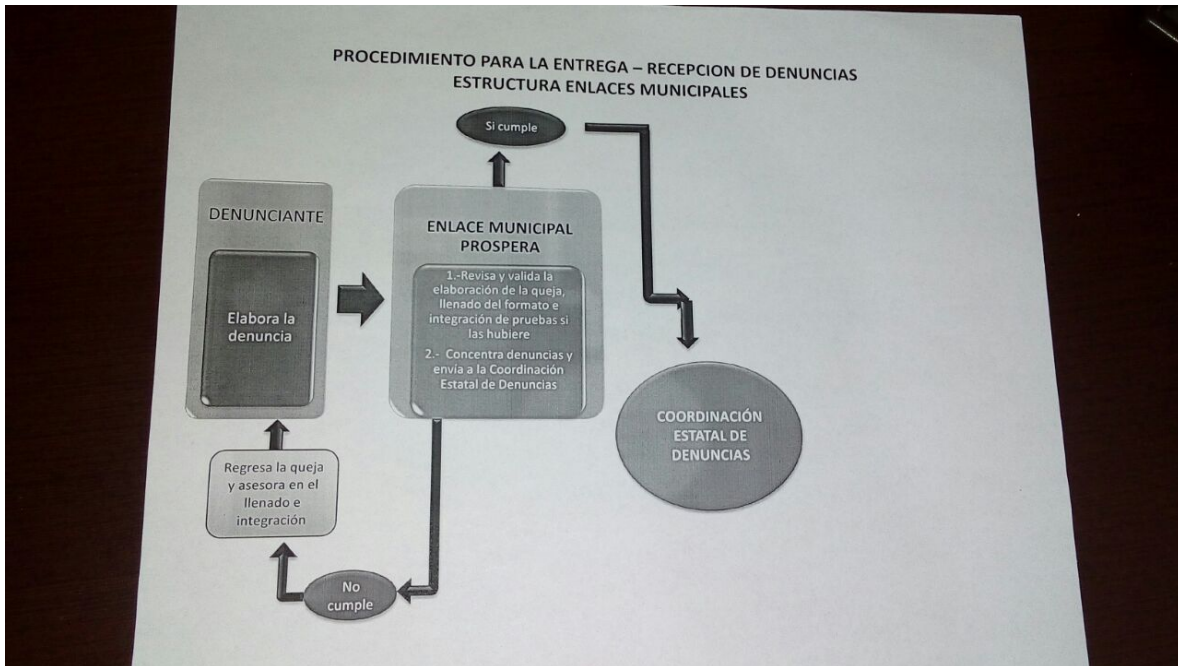 PROCEDIMIENTO PARA LA ENTREGA – RECEPCION DE DENUNCIAS
ESTRUCTURA ENLACES MUNICIPALES
Si cumple
DENUNCIANTE
Elabora la
denuncia
ENLACE MUNICIPAL
PROSPERA
1.-Revisa y valida la
elaboración de la queja,
llenado del formato e
integración de pruebas si
las hubiere
2.- Concentra denuncias y
envía a la Coordinación
Estatal de Denuncias
COORDINACIÓN
ESTATAL DE
DENUNCIAS
Regresa la queja
y asesora en el
llenado e
integración
No
cumple